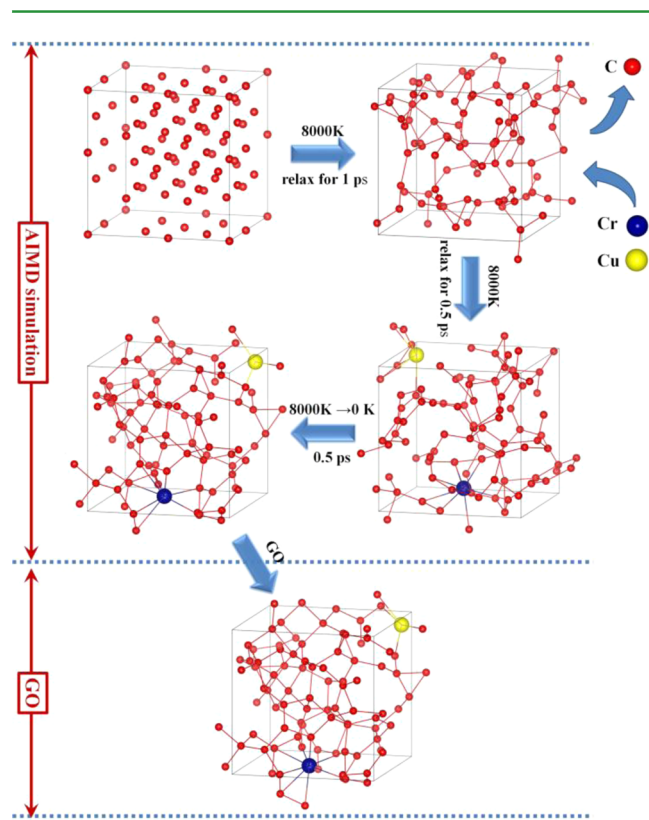 C
8000K
relax for 1 ps
Cr
Cu
AIMD simulation
8000K
relax for 0.5 ps
8000K →0 K
0.5 ps
GO
GO